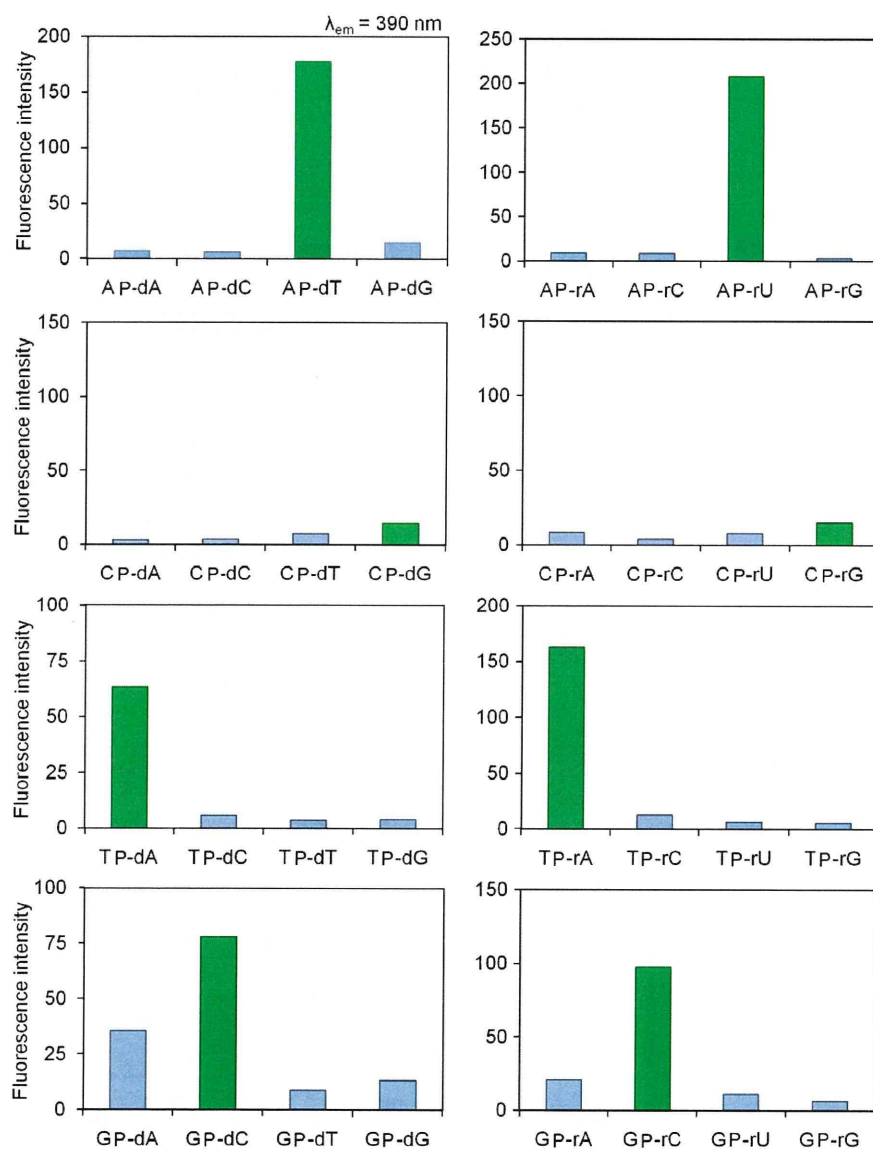 λem = 390 nm
Fluorescence intensity
200
150
100
50
0
AP-dA AP-dC AP-dT AP-dG
250
200
150
100
50
0
AP-rA AP-rC AP-rU AP-rG
Fluorescence intensity
150
100
50
0
CP-dA CP-dC CP-dT CP-dG
150
100
50
0
CP-rA CP-rC CP-rU CP-rG
Fluorescence intensity
100
75
50
25
0
TP-dA TP-dC TP-dT TP-dG
200
150
100
50
0
TP-rA TP-rC TP-rU TP-rG
Fluorescence intensity
100
75
50
25
0
GP-dA GP-dC GP-dT GP-dG
150
100
50
0
GP-rA GP-rC GP-rU GP-rG